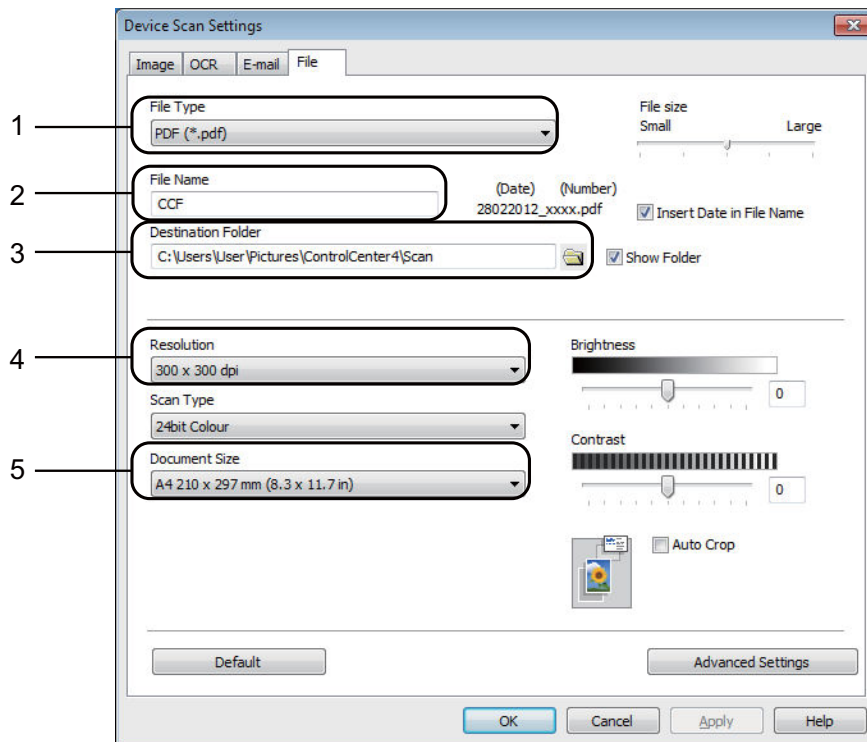 Device Scan Settings
Image OCR E-mail File
1
File Type
File size
PDF (*.pdf)
Small Large
2
File Name
(Date) (Number)
CCF
28022012_xxxx.pdf
Insert Date in File Name
3
Destination Folder
C:\Users\User\Pictures\ControlCenter4\Scan
Show Folder
4
Resolution
Brightness
300 x 300 dpi
0
Scan Type
24bit Colour
Contrast
5
Document Size
A4 210 x 297 mm (8.3 x 11.7 in)
0
Auto Crop
Default
Advanced Settings
OK Cancel Apply Help